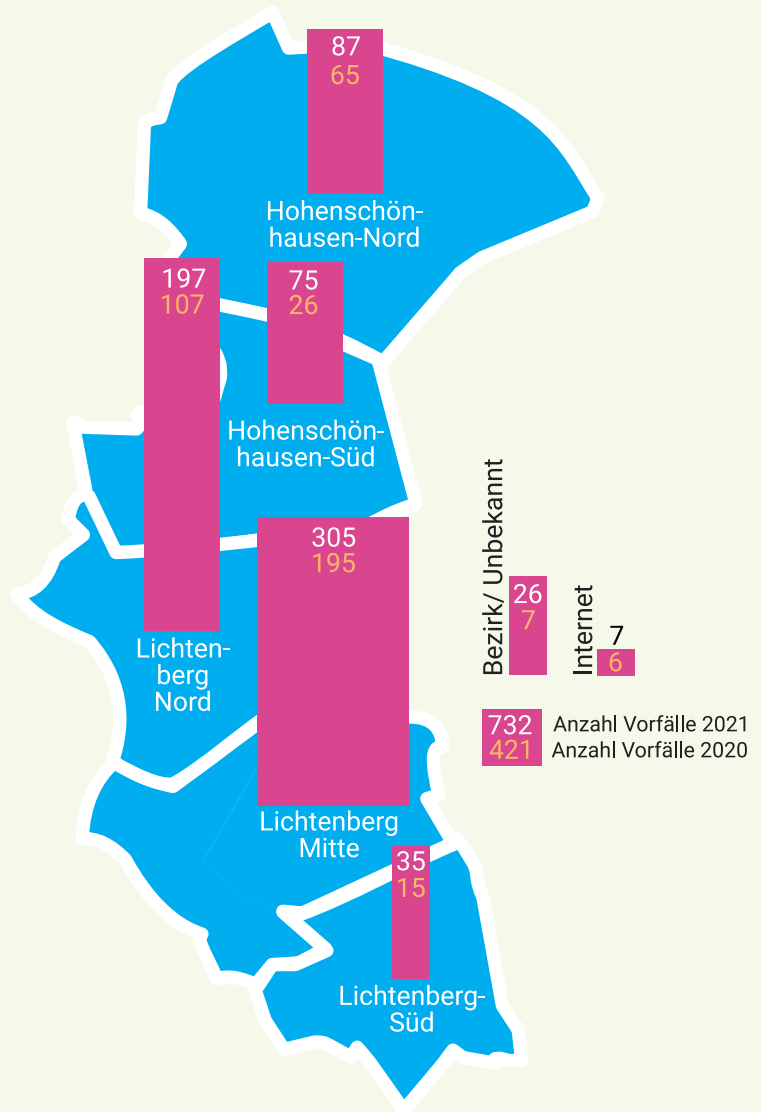 87
65
Hohenschön-
hausen-Nord
197
107
75
26
Hohenschön-
hausen-Süd
305
195
Lichten-
berg
Nord
Bezirk/ Unbekannt
26
7
Internet
7
6
732 Anzahl Vorfälle 2021
421 Anzahl Vorfälle 2020
Lichtenberg
Mitte
35
15
Lichtenberg-
Süd